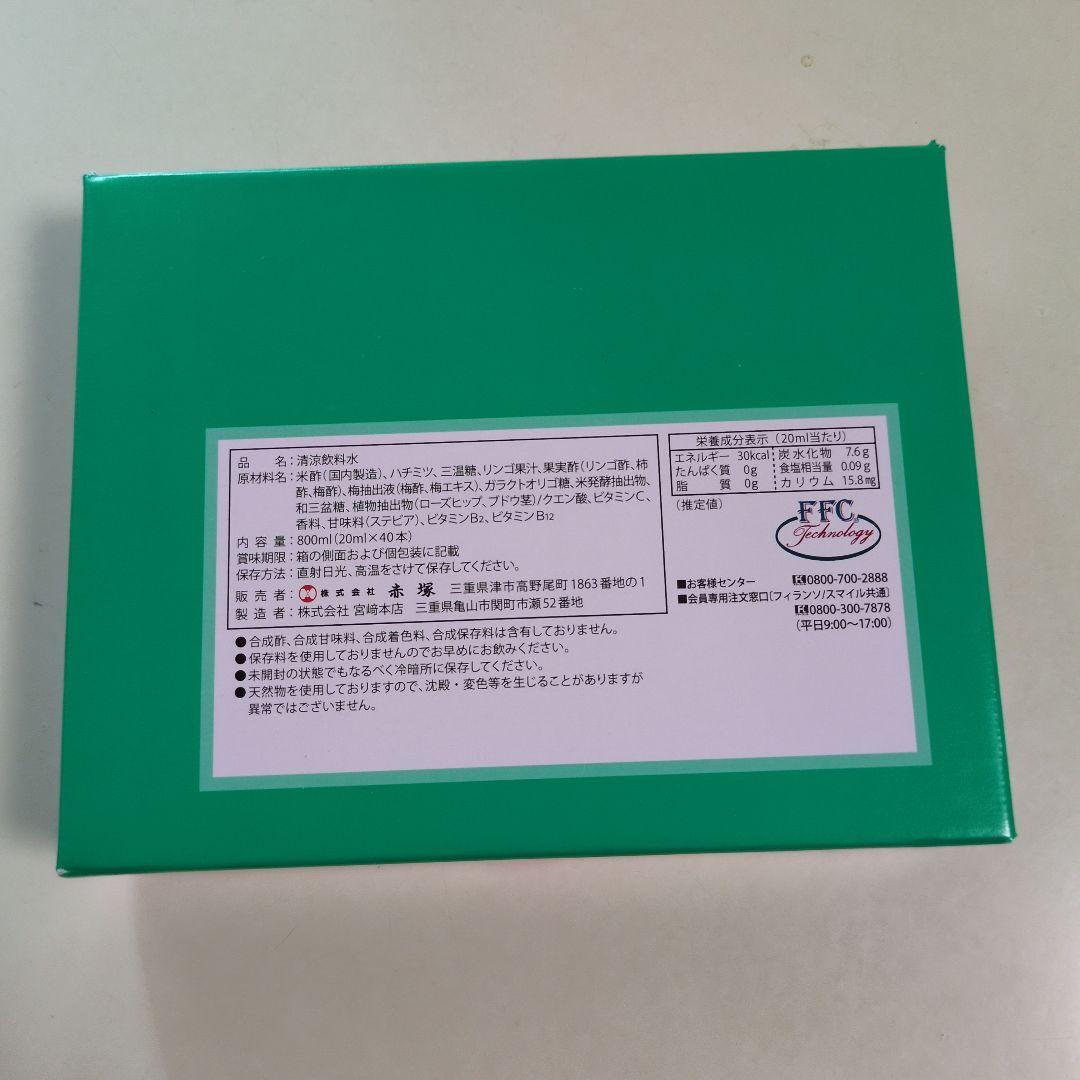 品名:清涼飲料水
原材料名:米酢(国内製造)、ハチミツ、三温糖、リンゴ果汁、果実酢(リンゴ酢、柿
酢、梅酢)、梅抽出液(梅酢、梅エキス)、ガラクトオリゴ糖、米発酵抽出物、
和三盆糖、植物抽出物(ローズヒップ、ブドウ茎)/クエン酸、ビタミンC、
香料、甘味料(ステビア)、ビタミンB2、ビタミンB12
内容量:800ml(20ml×40本)
賞味期限:箱の側面および個包装に記載
保存方法:直射日光、高温をさけて保存してください。
販売者:株式会社 赤塚 三重県津市高野尾町1863番地の1
製造者:株式会社 宮﨑本店 三重県亀山市関町市瀬52番地
●合成酢、合成甘味料、合成着色料、合成保存料は含有しておりません。
●保存料を使用しておりませんのでお早めにお飲みください。
●未開封の状態でもなるべく冷暗所に保存してください。
●天然物を使用しておりますので、沈殿・変色等を生じることがありますが
異常ではございません。
栄養成分表示(20ml当たり)
エネルギー 30kcal 炭水化物 7.6g
たんぱく質 0g 食塩相当量 0.09g
脂質 0g カリウム 15.8mg
(推定値)
FFC
Technology
■お客様センター 0800-700-2888
■会員専用注文窓口[フィランソ/スマイル共通]
0800-300-7878
(平日9:00〜17:00)